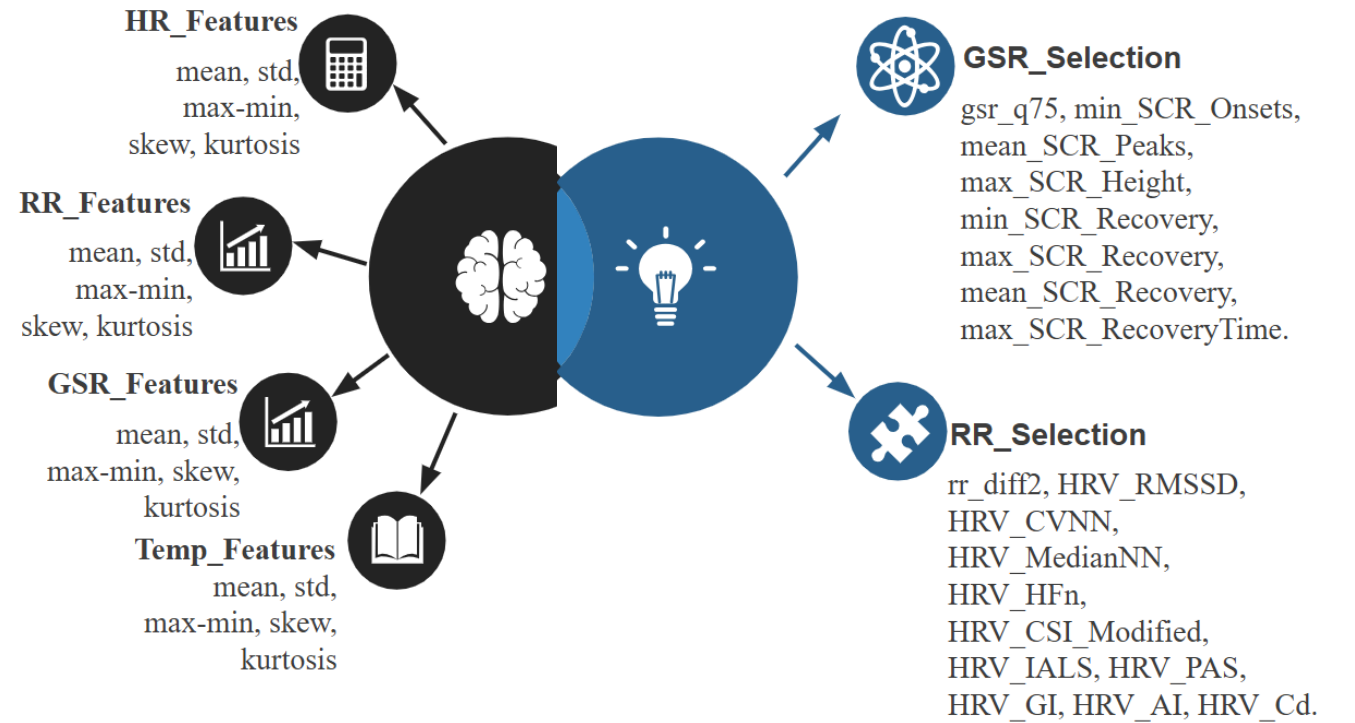 HR_Features
mean, std,
max-min,
skew, kurtosis
RR_Features
mean, std,
max-min,
skew, kurtosis
GSR_Features
mean, std,
max-min, skew,
kurtosis
Temp_Features
mean, std,
max-min, skew,
kurtosis
GSR_Selection
gsr_q75, min_SCR_Onsets,
mean_SCR_Peaks,
max_SCR_Height,
min_SCR_Recovery,
max_SCR_Recovery,
mean_SCR_Recovery,
max_SCR_RecoveryTime.
RR_Selection
rr_diff2, HRV_RMSSD,
HRV_CVNN,
HRV_MedianNN,
HRV_HFn,
HRV_CSI_Modified,
HRV_IALS, HRV_PAS,
HRV_GI, HRV_AI, HRV_Cd.